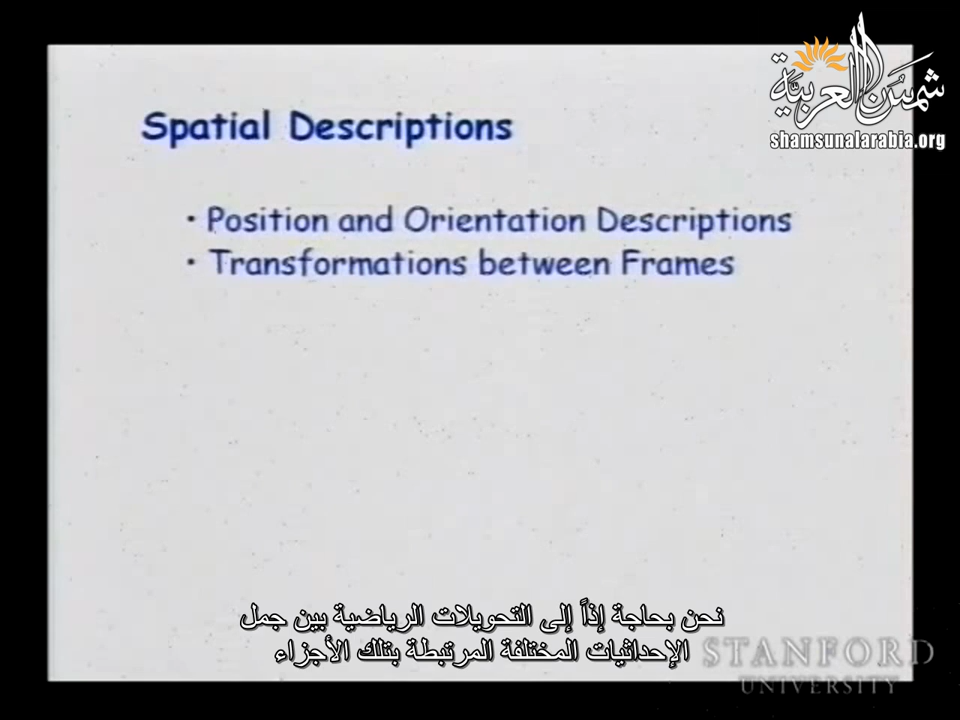 شمسُن العربية
shamsunalarabia.org
Spatial Descriptions
• Position and Orientation Descriptions
• Transformations between Frames
نحن بحاجة إذاً إلى التحويلات الرياضية بين جمل
الإحداثيات المختلفة المرتبطة بتلك الأجزاء
STANFORD
UNIVERSITY